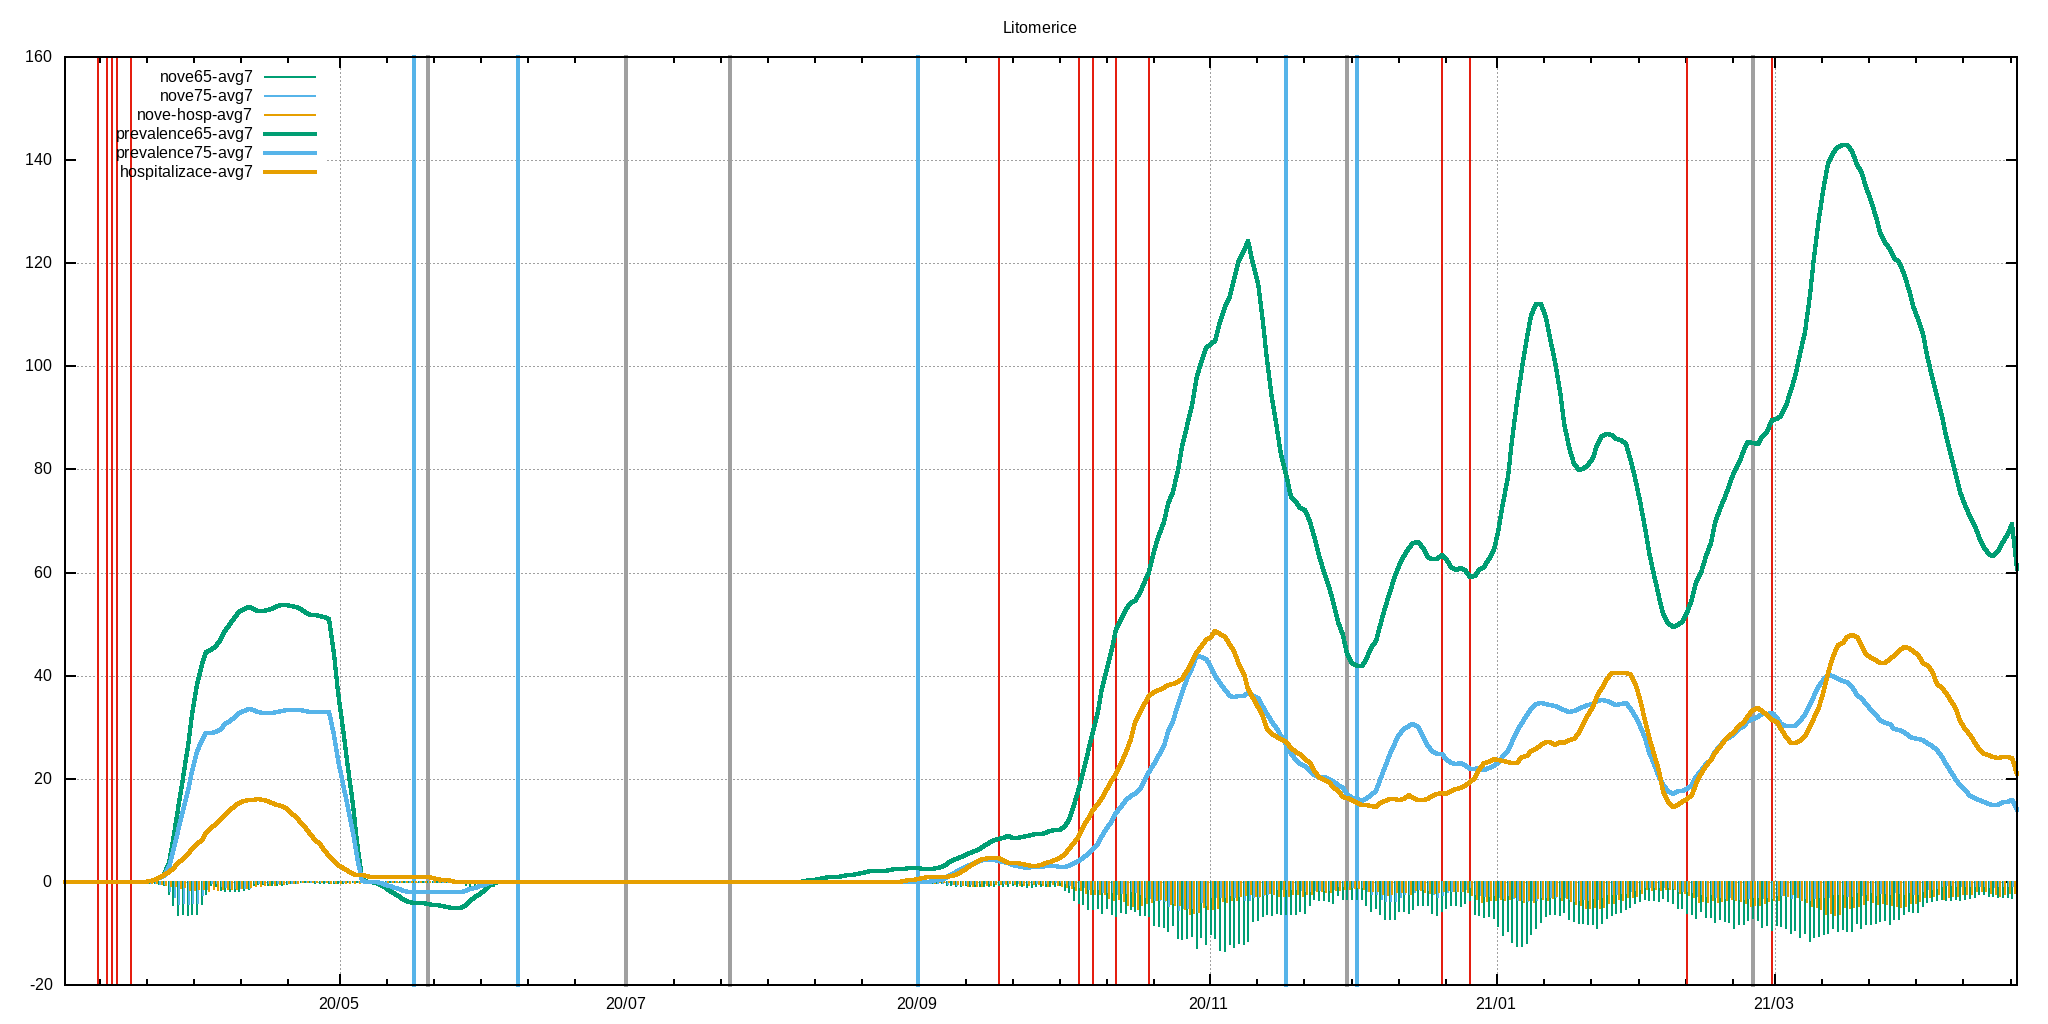 Litomerice
160
nove65-avg7
nove75-avg7
nove-hosp-avg7
prevalence65-avg7
prevalence75-avg7
hospitalizace-avg7
140
120
100
80
60
40
20
0
-20
20/05 20/07 20/09 20/11 21/01 21/03